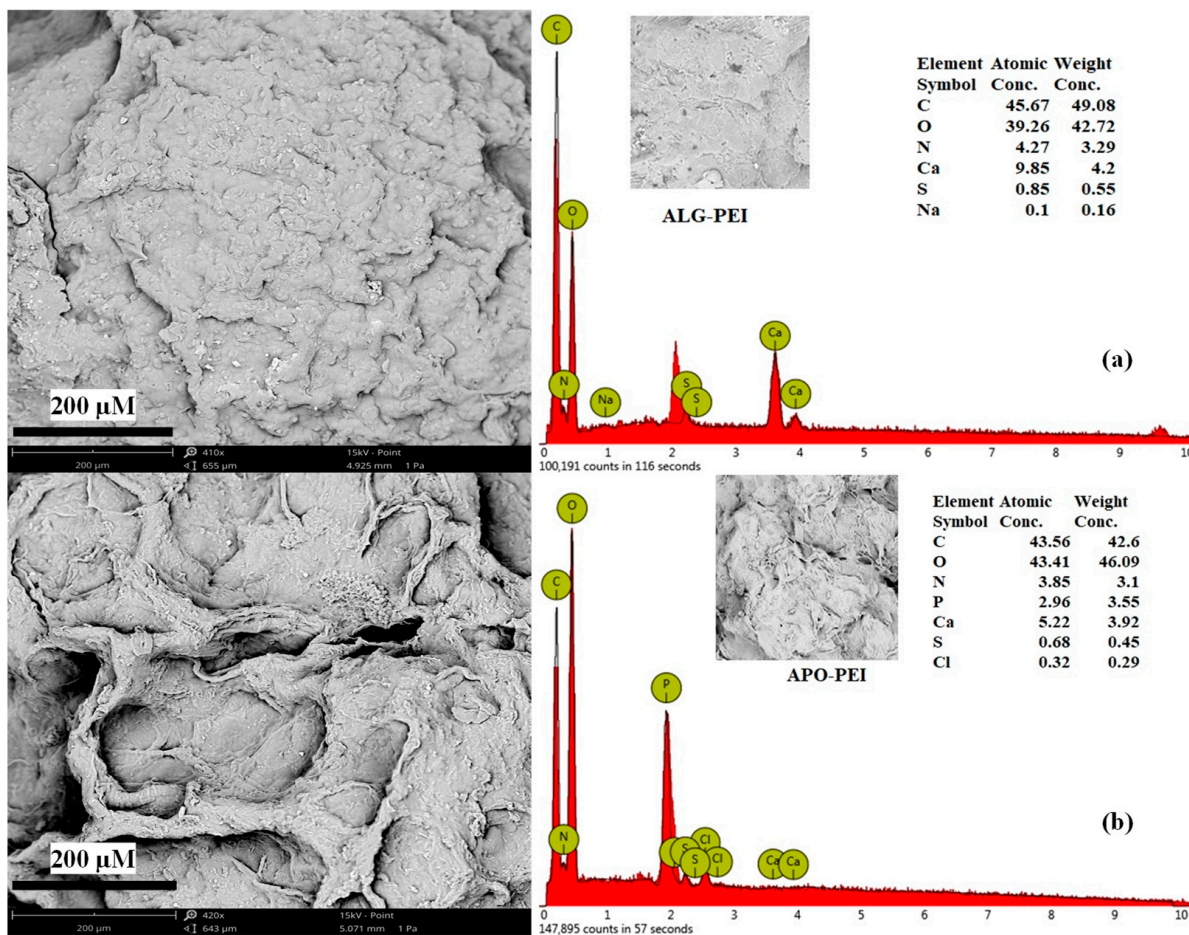 200 µM
200 µm
410x
655 µm
15kV - Point
4.925 mm 1 Pa
C
O
N
Na
S
S
Ca
Ca
ALG-PEI
Element Atomic Weight
Symbol Conc. Conc.
C 45.67 49.08
O 39.26 42.72
N 4.27 3.29
Ca 9.85 4.2
S 0.85 0.55
Na 0.1 0.16
(a)
0 1 2 3 4 5 6 7 8 9 10
100,191 counts in 116 seconds
200 µM
200 µm
420x
643 µm
15kV - Point
5.071 mm 1 Pa
C
O
N
P
S
S
Cl
Cl
Ca
Ca
APO-PEI
Element Atomic Weight
Symbol Conc. Conc.
C 43.56 42.6
O 43.41 46.09
N 3.85 3.1
P 2.96 3.55
Ca 5.22 3.92
S 0.68 0.45
Cl 0.32 0.29
(b)
0 1 2 3 4 5 6 7 8 9 10
147,895 counts in 57 seconds